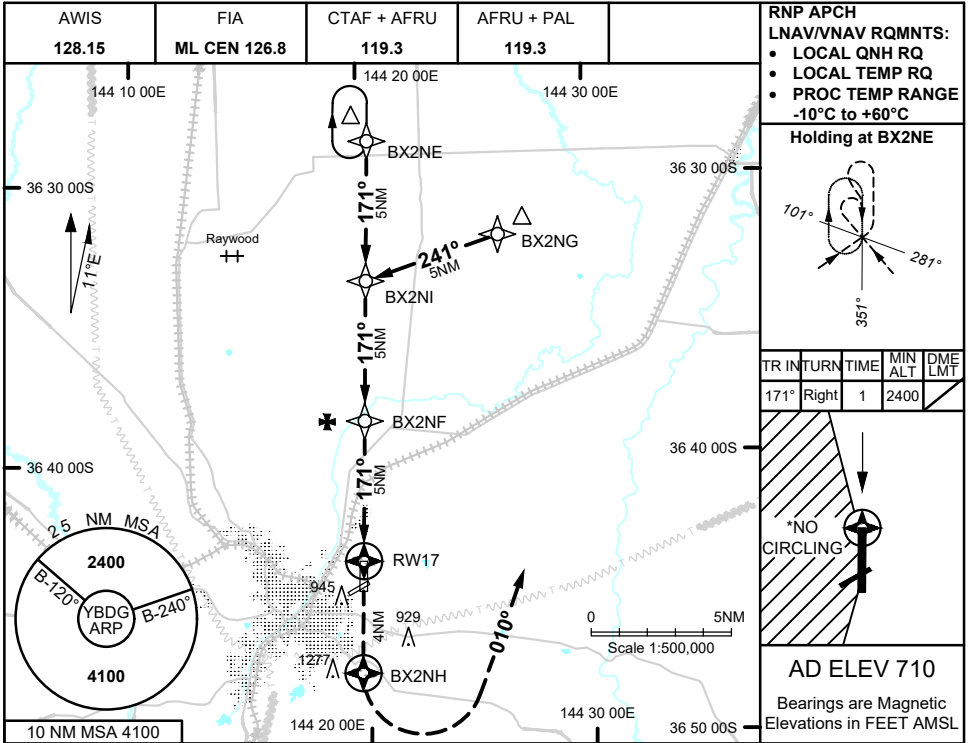 AWIS
128.15
FIA
ML CEN 126.8
CTAF + AFRU
119.3
AFRU + PAL
119.3
RNP APCH
LNAV/VNAV RQMNTS:
• LOCAL QNH RQ
• LOCAL TEMP RQ
• PROC TEMP RANGE
-10°C to +60°C
144 10 00E
144 20 00E
144 30 00E
BX2NE
36 30 00S
36 30 00S
171°
5NM
11°E
Raywood
BX2NG
241°
5NM
BX2NI
171°
5NM
BX2NF
36 40 00S
36 40 00S
171°
5NM
RW17
945
929
4NM
1277
BX2NH
010°
0 5NM
Scale 1:500,000
144 20 00E
144 30 00E
36 50 00S
25 NM MSA
2400
B-120°
B-240°
YBDG
ARP
4100
10 NM MSA 4100
Holding at BX2NE
101°
281°
351°
TR IN TURN TIME MIN ALT DME LMT
171° Right 1 2400
*NO
CIRCLING
AD ELEV 710
Bearings are Magnetic
Elevations in FEET AMSL